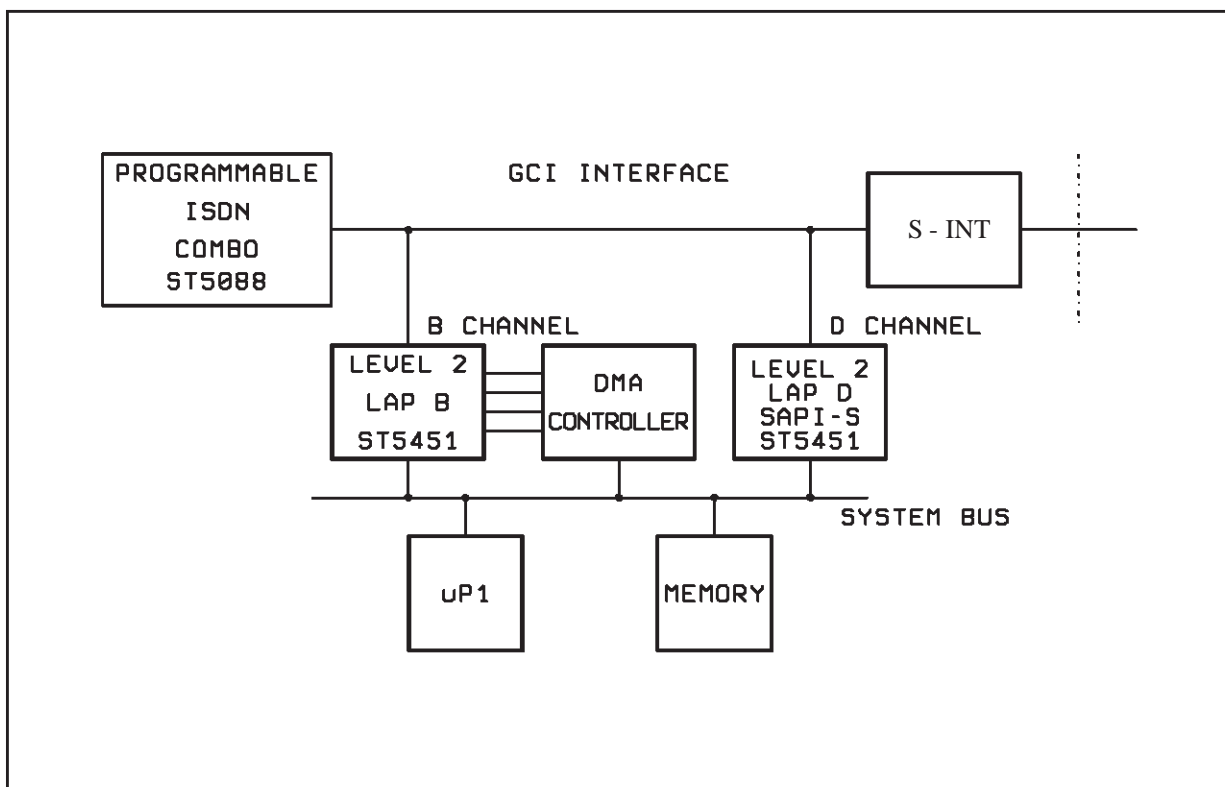 PROGRAMMABLE
ISDN
COMBO
ST5088
GCI INTERFACE
S - INT
B CHANNEL
D CHANNEL
LEVEL 2
LAP B
ST5451
DMA
CONTROLLER
LEVEL 2
LAP D
SAPI-S
ST5451
SYSTEM BUS
uP1
MEMORY